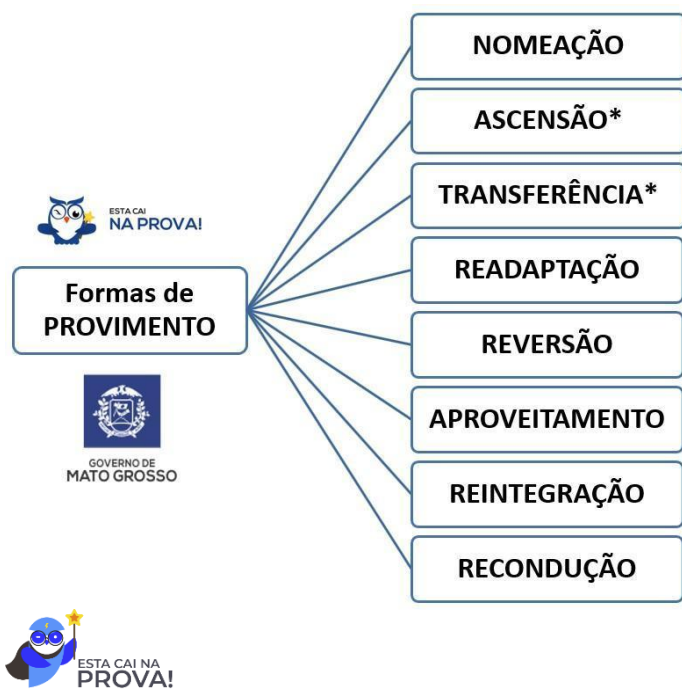 NOMEAÇÃO
ASCENSÃO*
TRANSFERÊNCIA*
ESTA CAI
NA PROVA!
READAPTAÇÃO
Formas de
PROVIMENTO
REVERSÃO
APROVEITAMENTO
GOVERNO DE
MATO GROSSO
REINTEGRAÇÃO
RECONDUÇÃO
ESTA CAI NA
PROVA!